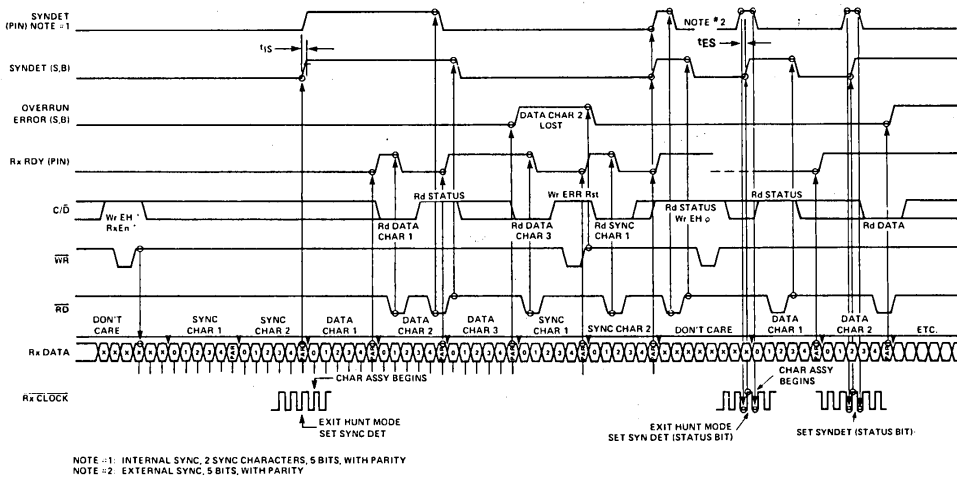 SYNDET
(PIN) NOTE #1
NOTE #2
tIS
tES
SYNDET (S,B)
OVERRUN
ERROR (S,B)
DATA CHAR 2
LOST
Rx RDY (PIN)
Rd STATUS
Wr ERR Rst
Rd STATUS
C/D
Wr EH
RxEn
Rd DATA
CHAR 1
Rd DATA
CHAR 3
Rd SYNC
CHAR 1
Rd STATUS
Wr EH
Rd DATA
WR
RD
DON'T
CARE
SYNC
CHAR 1
SYNC
CHAR 2
DATA
CHAR 1
DATA
CHAR 2
DATA
CHAR 3
SYNC
CHAR 1
SYNC CHAR 2
DON'T CARE
DATA
CHAR 1
DATA
CHAR 2
ETC.
Rx DATA
CHAR ASSY BEGINS
CHAR ASSY
BEGINS
Rx CLOCK
EXIT HUNT MODE
SET SYNC DET
EXIT HUNT MODE
SET SYN DET (STATUS BIT)
SET SYNDET (STATUS BIT)
NOTE #1: INTERNAL SYNC, 2 SYNC CHARACTERS, 5 BITS, WITH PARITY
NOTE #2: EXTERNAL SYNC, 5 BITS, WITH PARITY